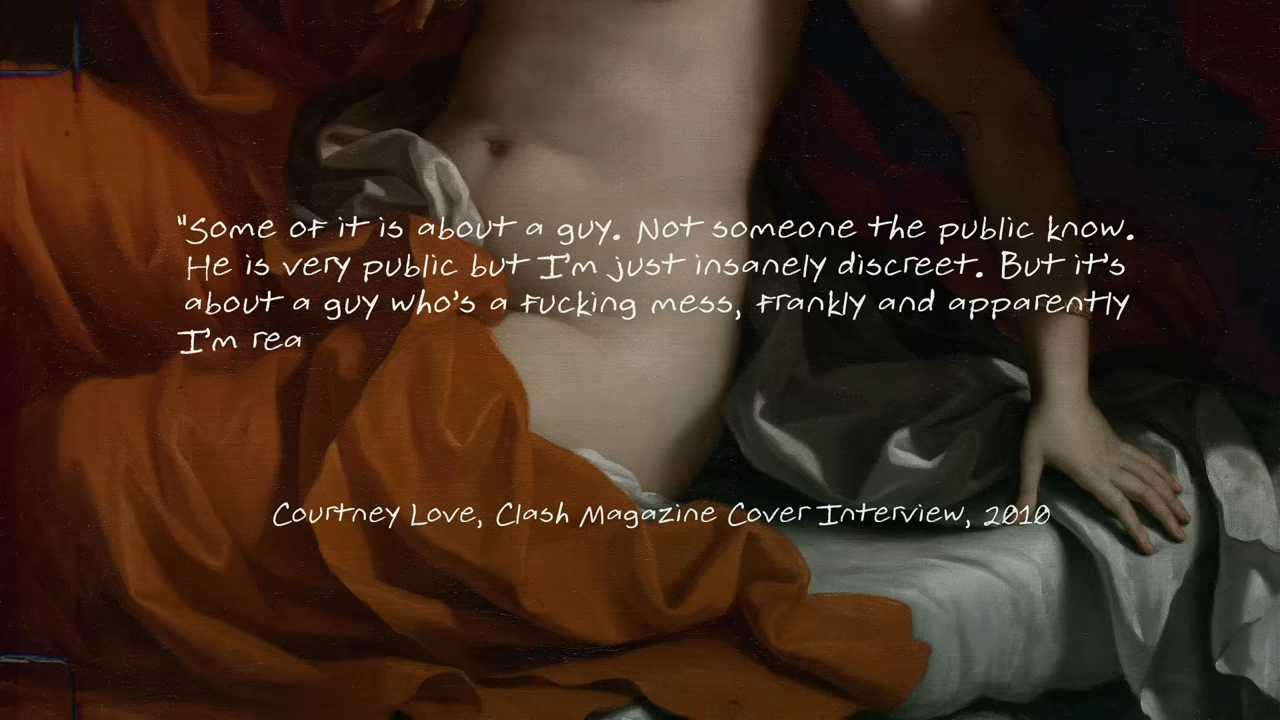 "Some of it is about a guy. Not someone the public know.
He is very public but I'm just insanely discreet. But it's
about a guy who's a fucking mess, frankly and apparently
I'm rea
Courtney Love, Clash Magazine Cover Interview, 2010